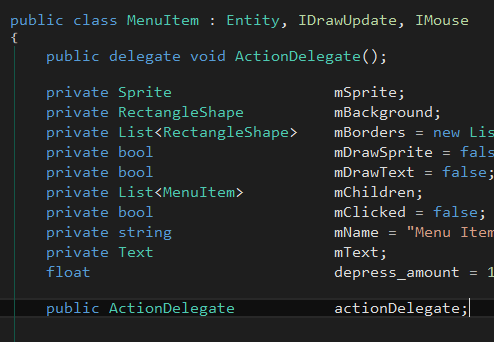 public class MenuItem : Entity, IDrawUpdate, IMouse
{
public delegate void ActionDelegate();
private Sprite mSprite;
private RectangleShape mBackground;
private List<RectangleShape> mBorders = new Lis
private bool mDrawSprite = fals
private bool mDrawText = false;
private List<MenuItem> mChildren;
private bool mClicked = false;
private string mName = "Menu Item
private Text mText;
float depress_amount = 1
public ActionDelegate actionDelegate;